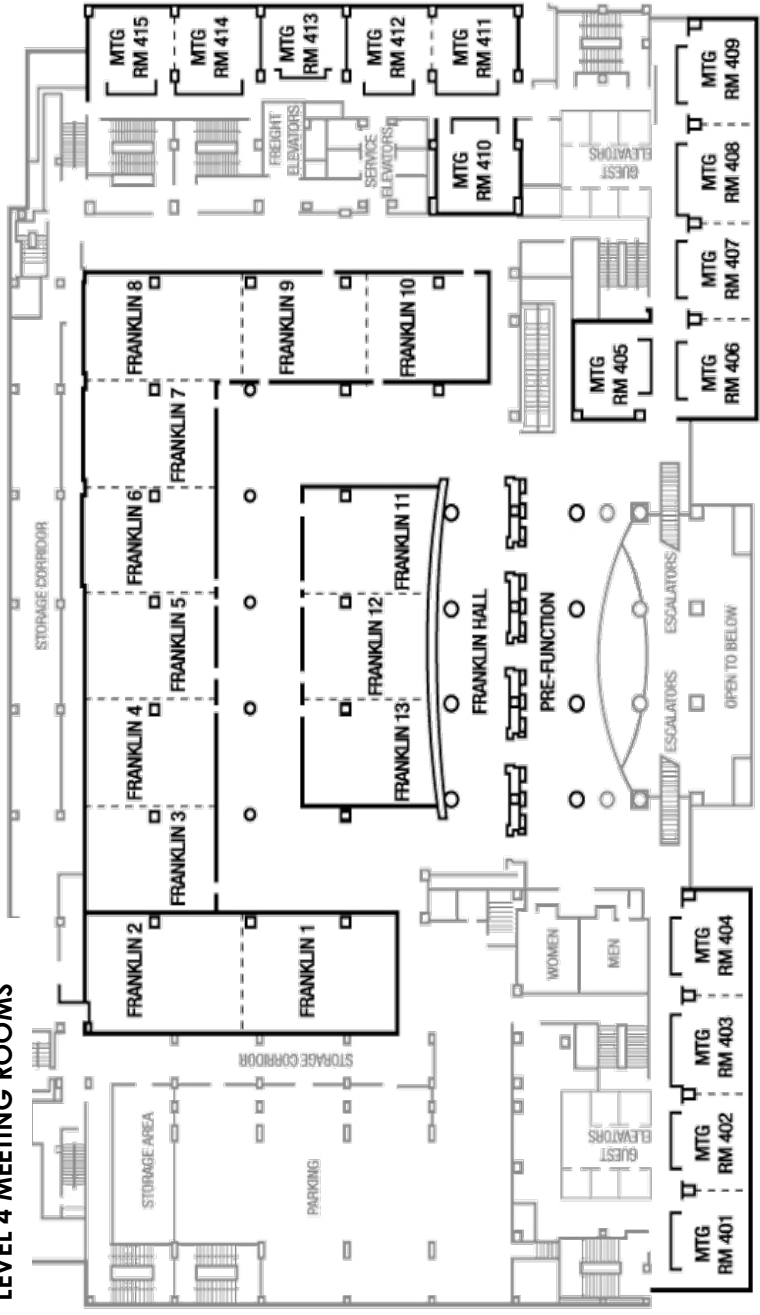 LEVEL 4 MEETING ROOMS
STORAGE CORRIDOR
STORAGE AREA
PARKING
STORAGE CORRIDOR
FRANKLIN 2
FRANKLIN 1
FRANKLIN 3
FRANKLIN 4
FRANKLIN 5
FRANKLIN 6
FRANKLIN 7
FRANKLIN 8
FRANKLIN 9
FRANKLIN 10
FRANKLIN 13
FRANKLIN 12
FRANKLIN 11
FRANKLIN HALL
PRE-FUNCTION
MTG
RM 415
MTG
RM 414
MTG
RM 413
MTG
RM 412
MTG
RM 411
FREIGHT
ELEVATORS
SERVICE
ELEVATORS
MTG
RM 410
GUEST
ELEVATORS
WOMEN
MEN
GUEST
ELEVATORS
ESCALATORS
ESCALATORS
OPEN TO BELOW
MTG
RM 405
MTG
RM 401
MTG
RM 402
MTG
RM 403
MTG
RM 404
MTG
RM 406
MTG
RM 407
MTG
RM 408
MTG
RM 409